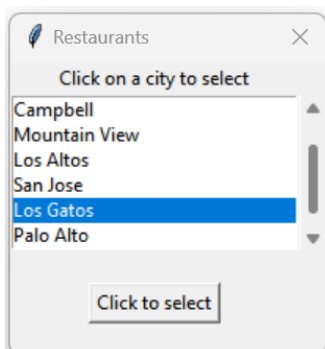 Restaurants
Click on a city to select
Campbell
Mountain View
Los Altos
San Jose
Los Gatos
Palo Alto
Click to select